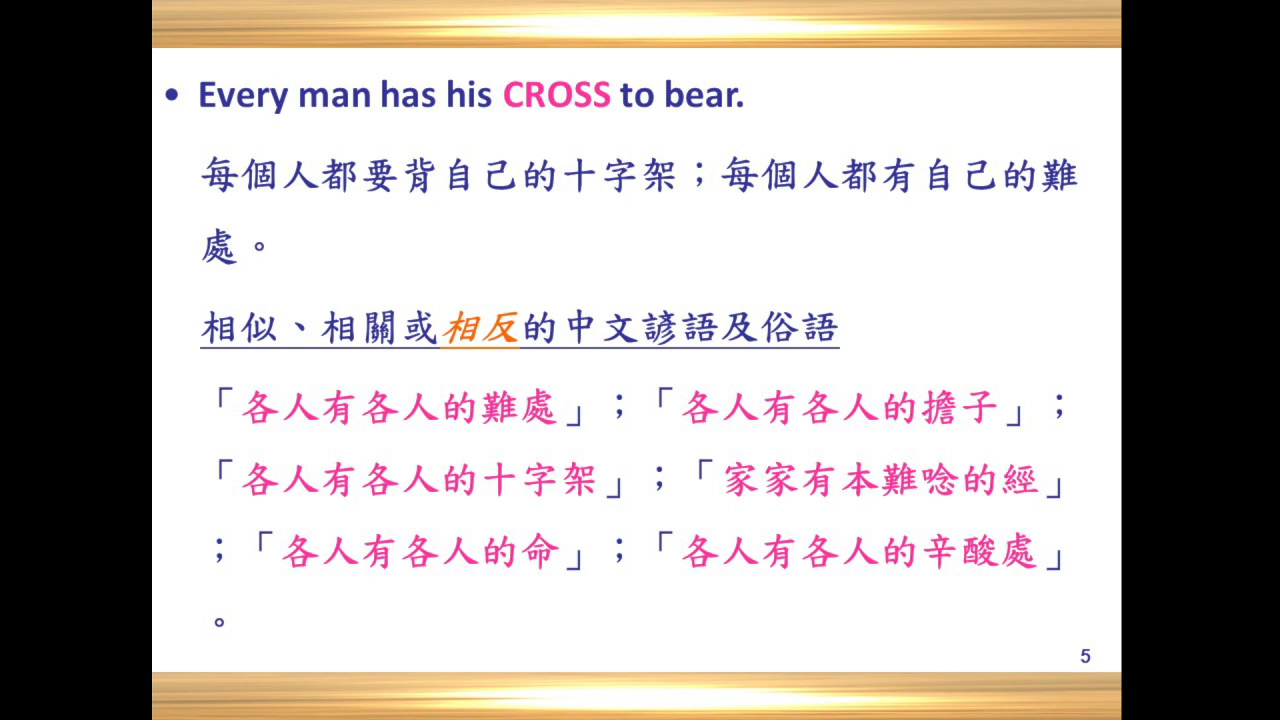 • Every man has his CROSS to bear.
每個人都要背自己的十字架；每個人都有自己的難
處。
相似、相關或相反的中文諺語及俗語
「各人有各人的難處」；「各人有各人的擔子」；
「各人有各人的十字架」；「家家有本難唸的經」
；「各人有各人的命」；「各人有各人的辛酸處」
。
5